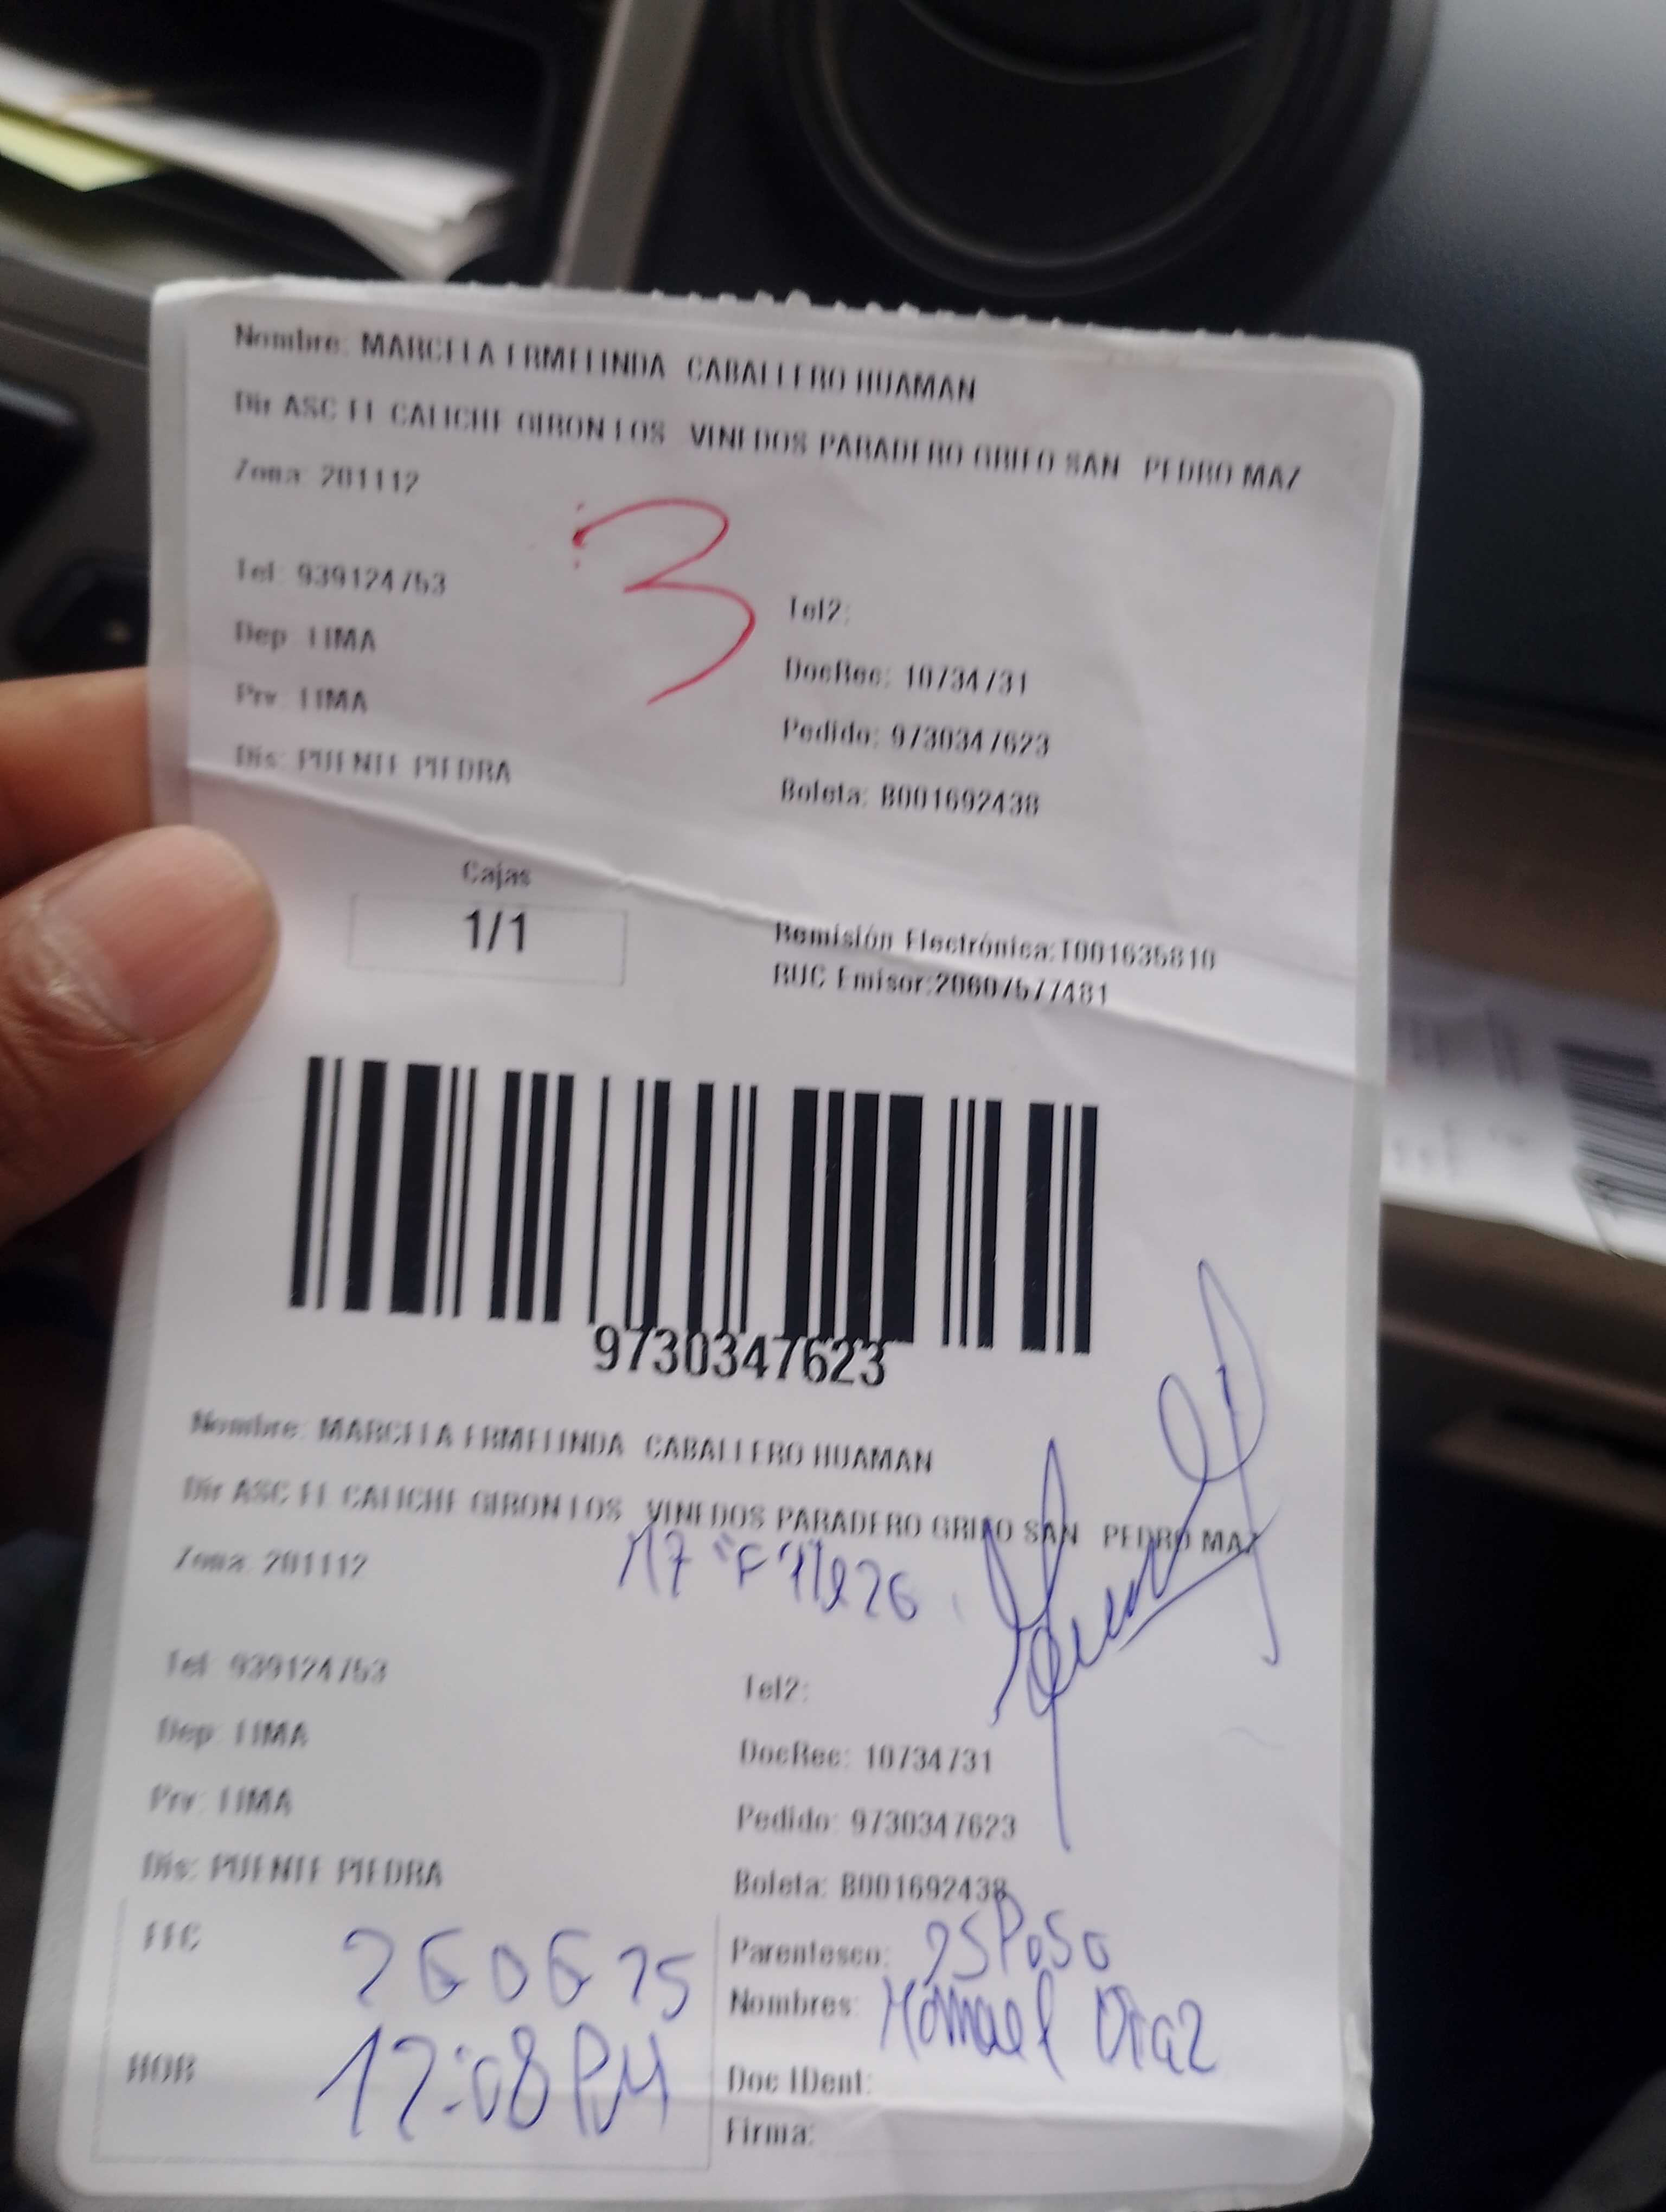 Nombre: MARCELA ERMELINDA CABALLERO HUAMAN
Dir ASC EL CALICHE GIRON LOS VINEDOS PARADERO GRIFO SAN PEDRO MAZ
Zona: 201112
3
Tel: 939124753
Tel2:
Dep: LIMA
DocRec: 10734731
Prv: LIMA
Pedido: 9730347623
Dis: PUENTE PIEDRA
Boleta: B001692438
Cajas
1/1
Remisión Electrónica:T001635810
RUC Emisor:20607577481
9730347623
Nombre: MARCELA ERMELINDA CABALLERO HUAMAN
Dir ASC EL CALICHE GIRON LOS VINEDOS PARADERO GRIFO SAN PEDRO MAZ
Zona: 201112
Tel: 939124753
Tel2:
Dep: LIMA
DocRec: 10734731
Prv: LIMA
Pedido: 9730347623
Dis: PUENTE PIEDRA
Boleta: B001692438
FEC 260625
Parentesco: esposo
Nombres: Diaz
HOR 12:08 PM
Doc IDent:
Firma: